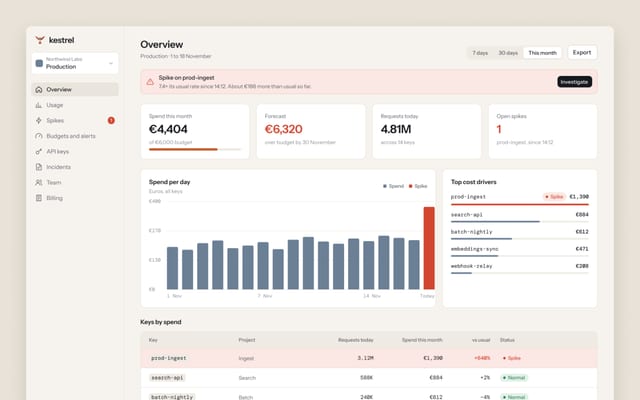 kestrel
Northwind Labs
Production
Overview
Usage
Spikes
1
Budgets and alerts
API keys
Incidents
Team
Billing
Overview
Production · 1 to 18 November
7 days
30 days
This month
Export
Spike on prod-ingest
7.4× its usual rate since 14:12. About €188 more than usual so far.
Investigate
Spend this month
€4,404
of €6,000 budget
Forecast
€6,320
over budget by 30 November
Requests today
4.81M
across 14 keys
Open spikes
1
prod-ingest, since 14:12
Spend per day
Euros, all keys
Spend
Spike
€400
€270
€130
€0
1 Nov
7 Nov
14 Nov
Today
Top cost drivers
prod-ingest
Spike
€1,390
search-api
€884
batch-nightly
€612
embeddings-sync
€471
webhook-relay
€208
Keys by spend
Key Project Requests today Spend this month vs usual Status
prod-ingest Ingest 3.12M €1,390 +640% Spike
search-api Search 588K €884 +2% Normal
batch-nightly Batch 240K €612 −4% Normal